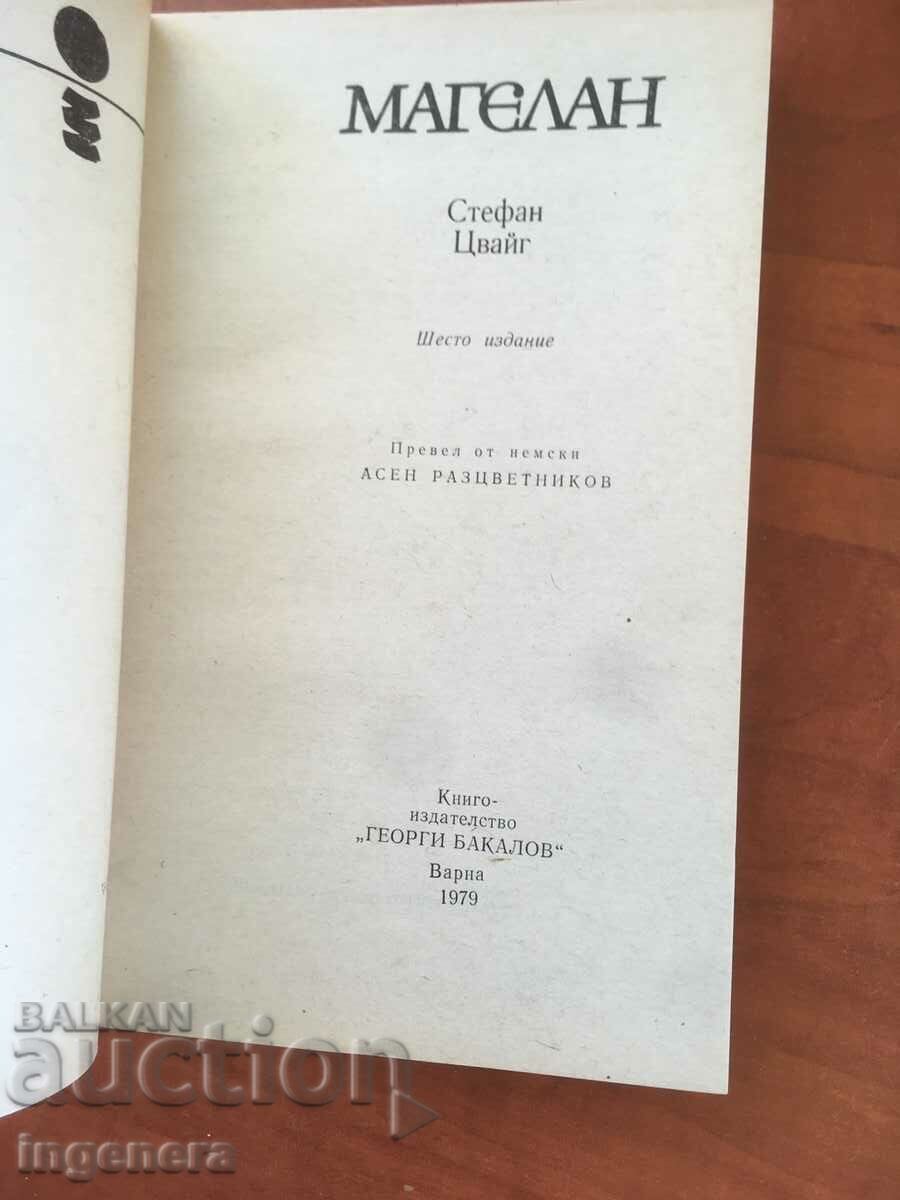 МАГЕЛАН
Стефан
Цвайг
Шесто издание
Превел от немски
АСЕН РАЗЦВЕТНИКОВ
Книго-
издателство
„ГЕОРГИ БАКАЛОВ“
Варна
1979
BALKAN
auction
ingenera